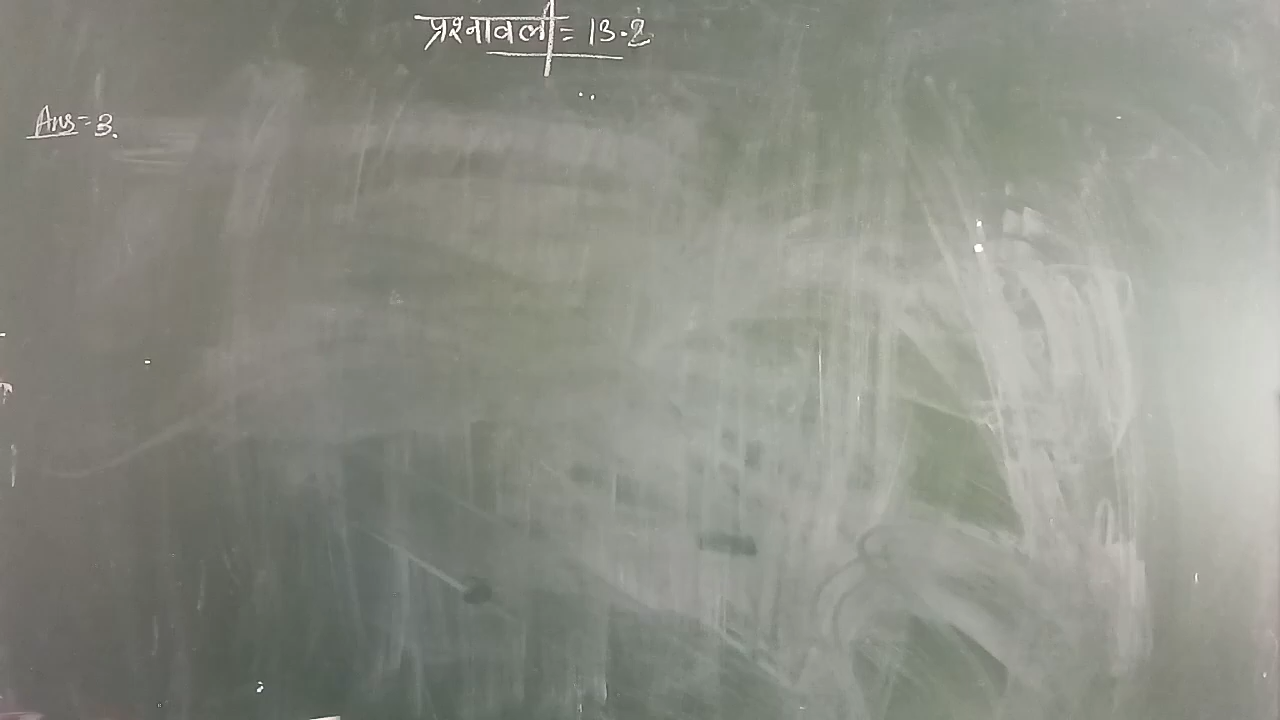 प्रश्नावली = 13.2
Ans = 3.